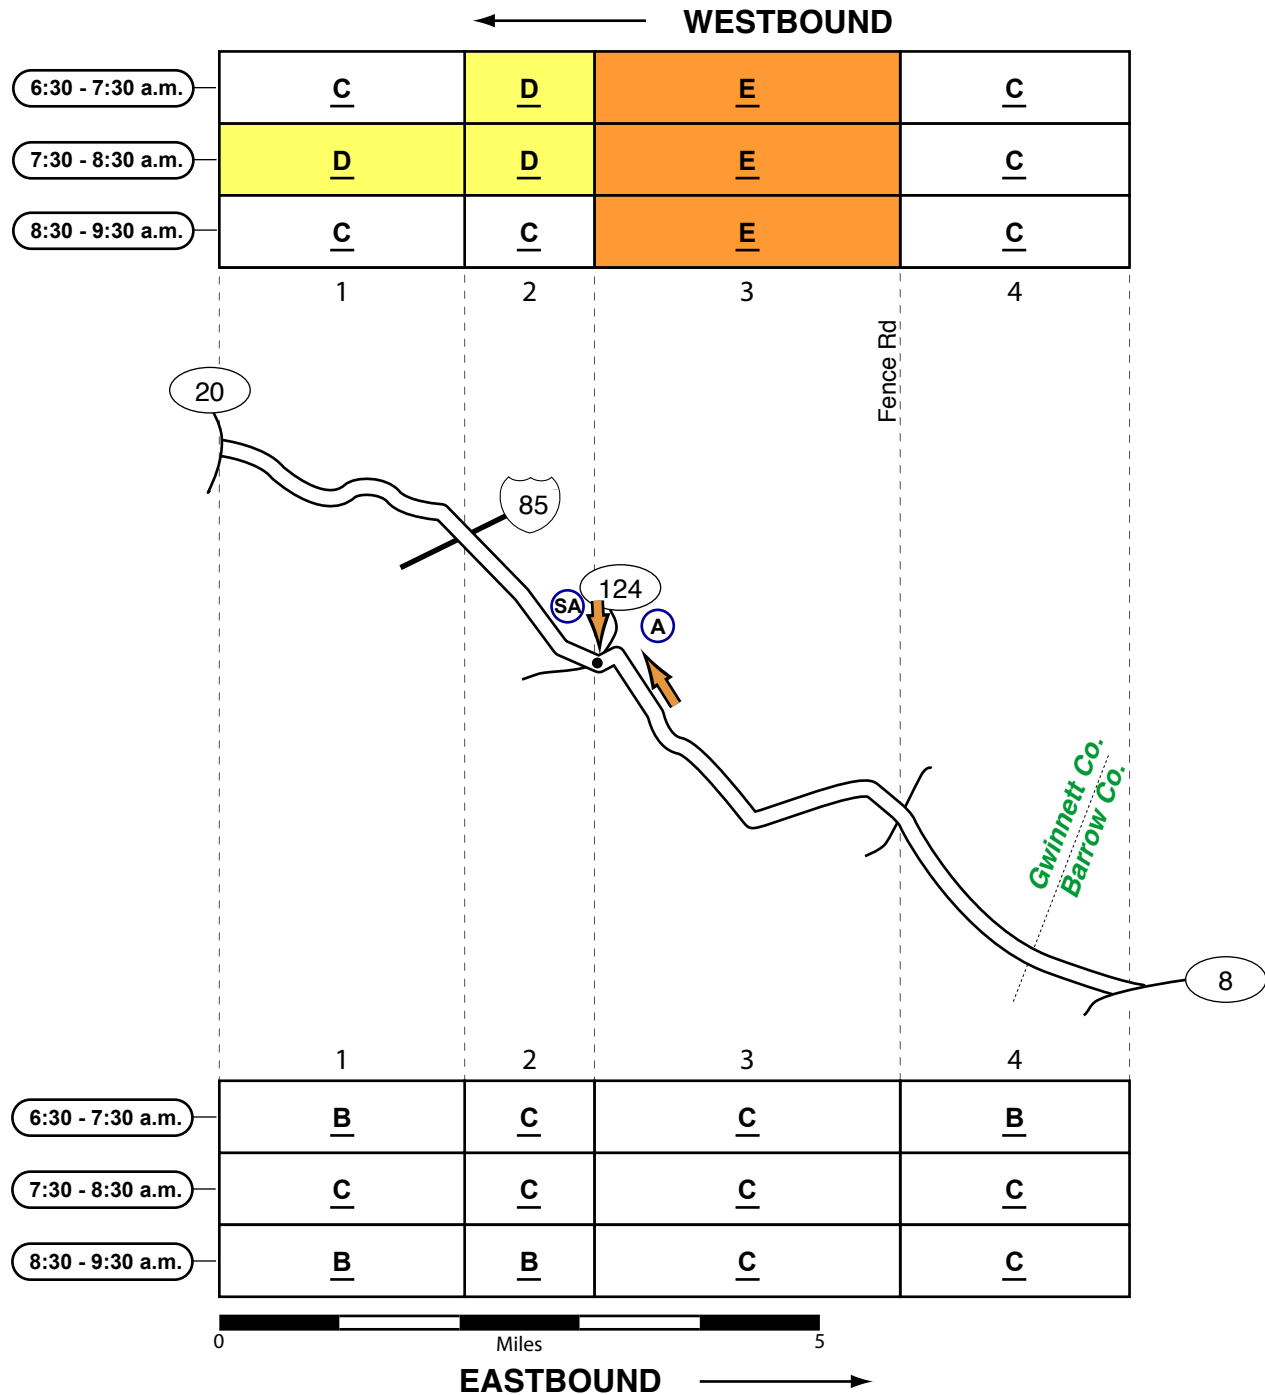 WESTBOUND
6:30 - 7:30 a.m. C D E C
7:30 - 8:30 a.m. D D E C
8:30 - 9:30 a.m. C C E C
1 2 3 4
Fence Rd
20
85
124
SA
A
Gwinnett Co.
Barrow Co.
8
1 2 3 4
6:30 - 7:30 a.m. B C C B
7:30 - 8:30 a.m. C C C C
8:30 - 9:30 a.m. B B C C
0 Miles 5
EASTBOUND